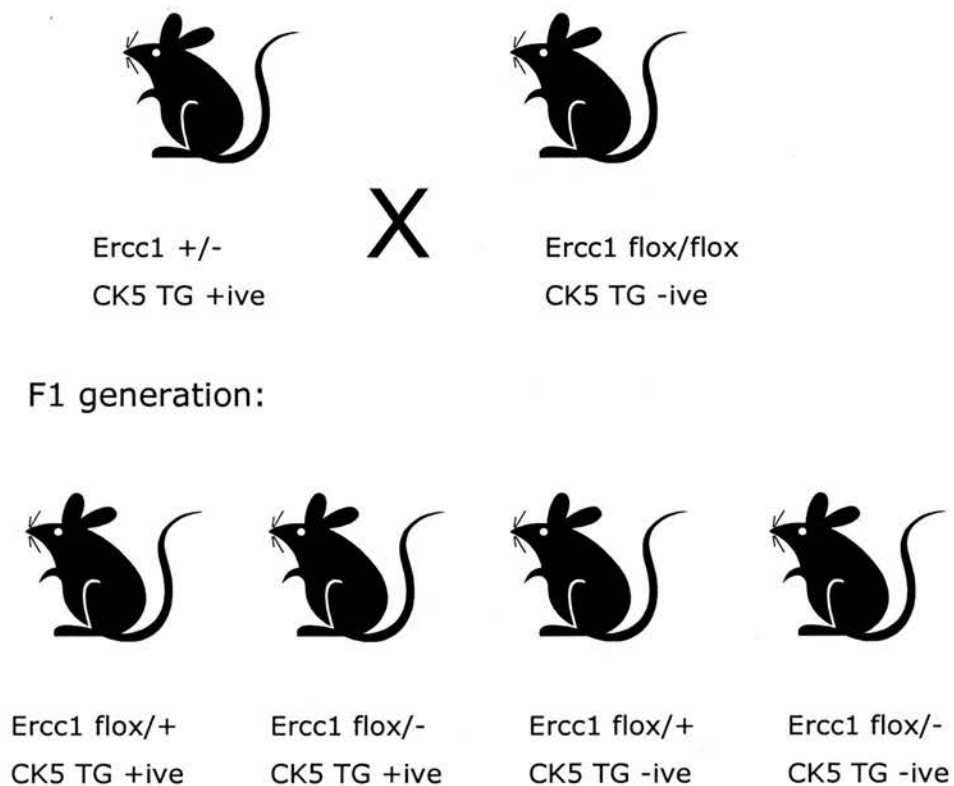 X
Ercc1 +/-
CK5 TG +ive
Ercc1 flox/flox
CK5 TG -ive
F1 generation:
Ercc1 flox/+
CK5 TG +ive
Ercc1 flox/-
CK5 TG +ive
Ercc1 flox/+
CK5 TG -ive
Ercc1 flox/-
CK5 TG -ive